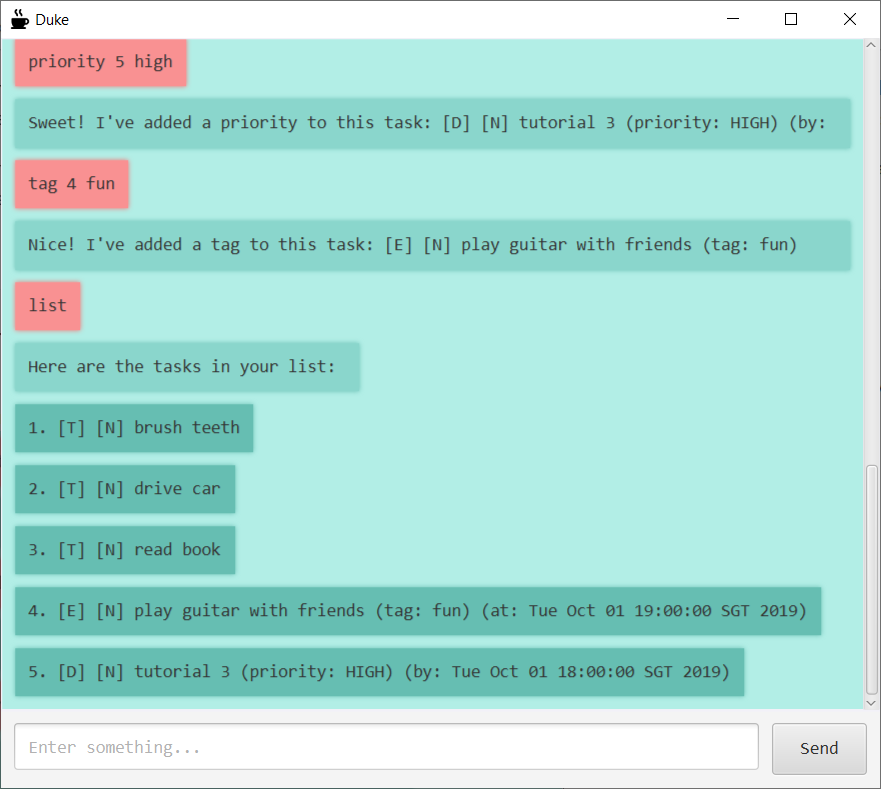 Duke
priority 5 high
Sweet! I've added a priority to this task: [D] [N] tutorial 3 (priority: HIGH) (by:
tag 4 fun
Nice! I've added a tag to this task: [E] [N] play guitar with friends (tag: fun)
list
Here are the tasks in your list:
1. [T] [N] brush teeth
2. [T] [N] drive car
3. [T] [N] read book
4. [E] [N] play guitar with friends (tag: fun) (at: Tue Oct 01 19:00:00 SGT 2019)
5. [D] [N] tutorial 3 (priority: HIGH) (by: Tue Oct 01 18:00:00 SGT 2019)
Enter something...
Send